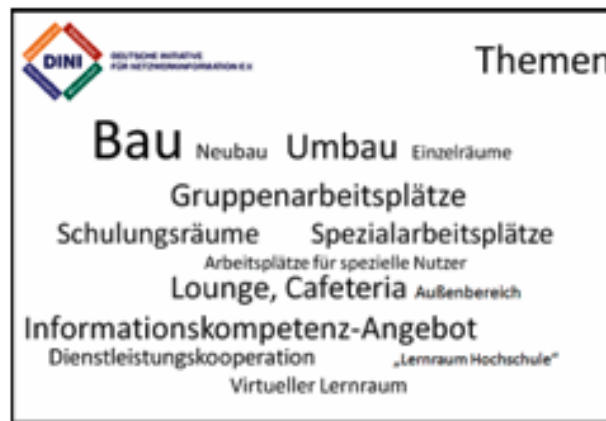 DINI
DEUTSCHE INITIATIVE
FÜR NETZWERKINFORMATION E.V.
Themen
Bau Neubau Umbau Einzelräume
Gruppenarbeitsplätze
Schulungsräume Spezialarbeitsplätze
Arbeitsplätze für spezielle Nutzer
Lounge, Cafeteria Außenbereich
Informationskompetenz-Angebot
Dienstleistungskooperation „Lernraum Hochschule“
Virtueller Lernraum